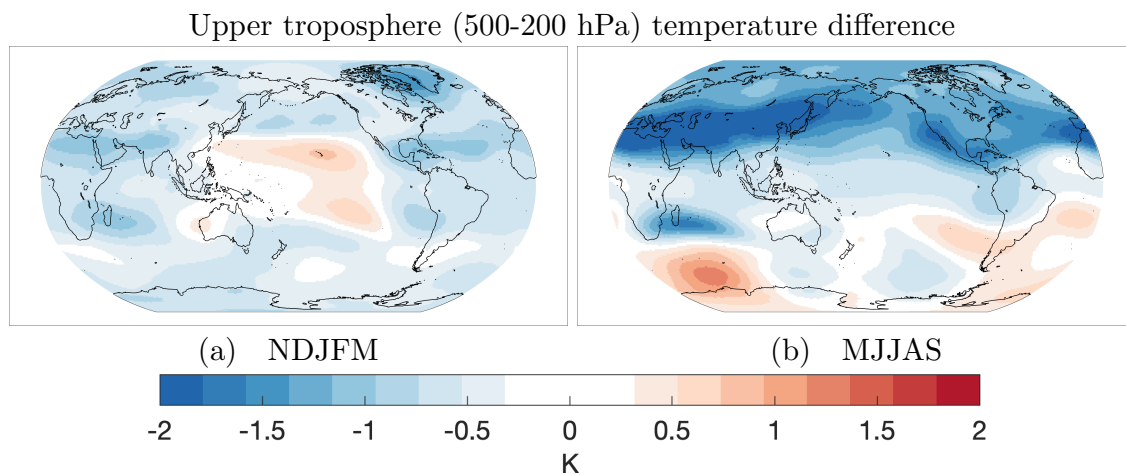 Upper troposphere (500-200 hPa) temperature difference
(a) NDJFM
(b) MJJAS
-2 -1.5 -1 -0.5 0 0.5 1 1.5 2
K